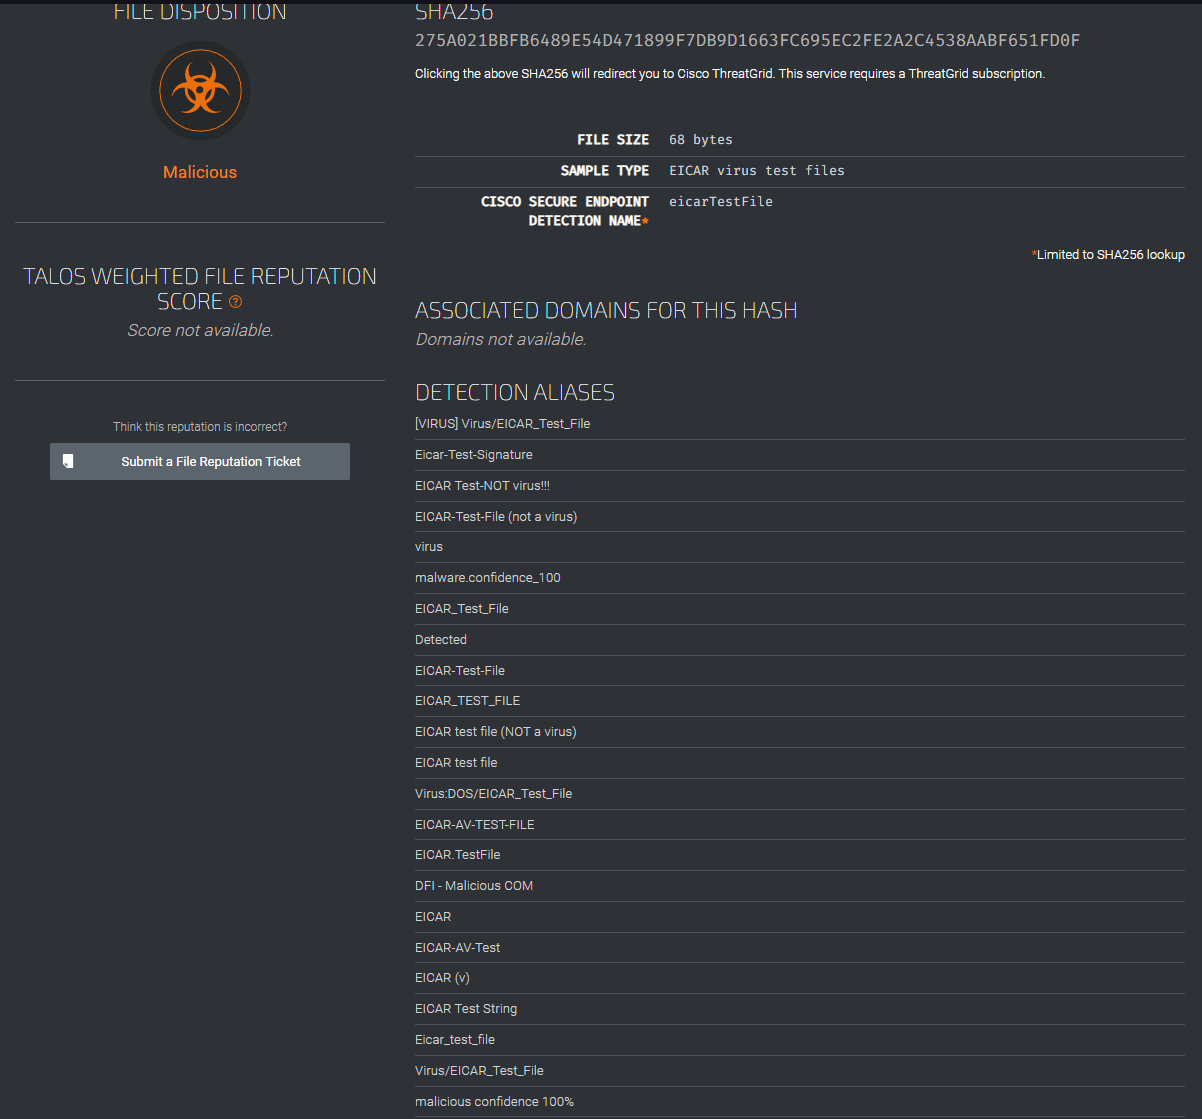 FILE DISPOSITION
Malicious
TALOS WEIGHTED FILE REPUTATION
SCORE ?
Score not available.
Think this reputation is incorrect?
Submit a File Reputation Ticket
SHA256
275A021BBFB6489E54D471899F7DB9D1663FC695EC2FE2A2C4538AABF651FD0F
Clicking the above SHA256 will redirect you to Cisco ThreatGrid. This service requires a ThreatGrid subscription.
FILE SIZE 68 bytes
SAMPLE TYPE EICAR virus test files
CISCO SECURE ENDPOINT eicarTestFile
DETECTION NAME*
*Limited to SHA256 lookup
ASSOCIATED DOMAINS FOR THIS HASH
Domains not available.
DETECTION ALIASES
[VIRUS] Virus/EICAR_Test_File
Eicar-Test-Signature
EICAR Test-NOT virus!!!
EICAR-Test-File (not a virus)
virus
malware.confidence_100
EICAR_Test_File
Detected
EICAR-Test-File
EICAR_TEST_FILE
EICAR test file (NOT a virus)
EICAR test file
Virus:DOS/EICAR_Test_File
EICAR-AV-TEST-FILE
EICAR.TestFile
DFI - Malicious COM
EICAR
EICAR-AV-Test
EICAR (v)
EICAR Test String
Eicar_test_file
Virus/EICAR_Test_File
malicious confidence 100%